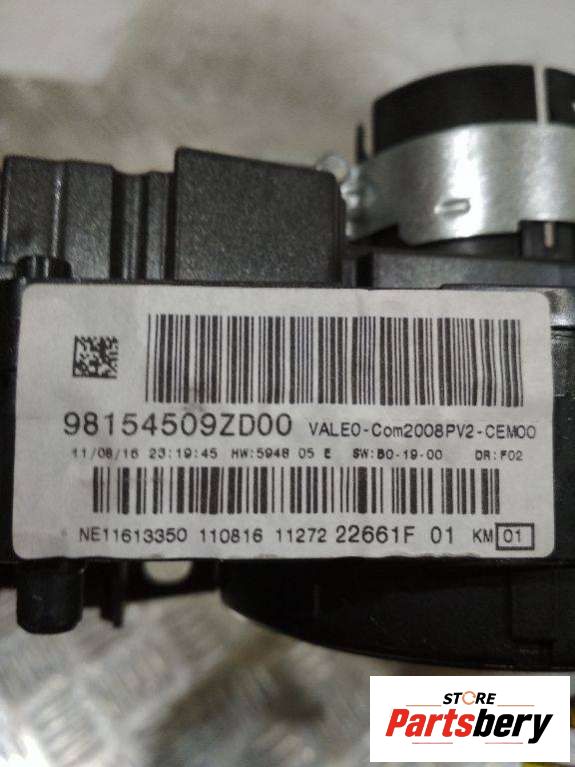 98154509ZD00 VALEO-Com2008PV2-CEM00
11/08/16 23:19:45 HW:5948 05 E SW:B0-19-00 DR:F02
NE11613350 110816 11272 22661F 01 KM 01
STORE
Partsbery